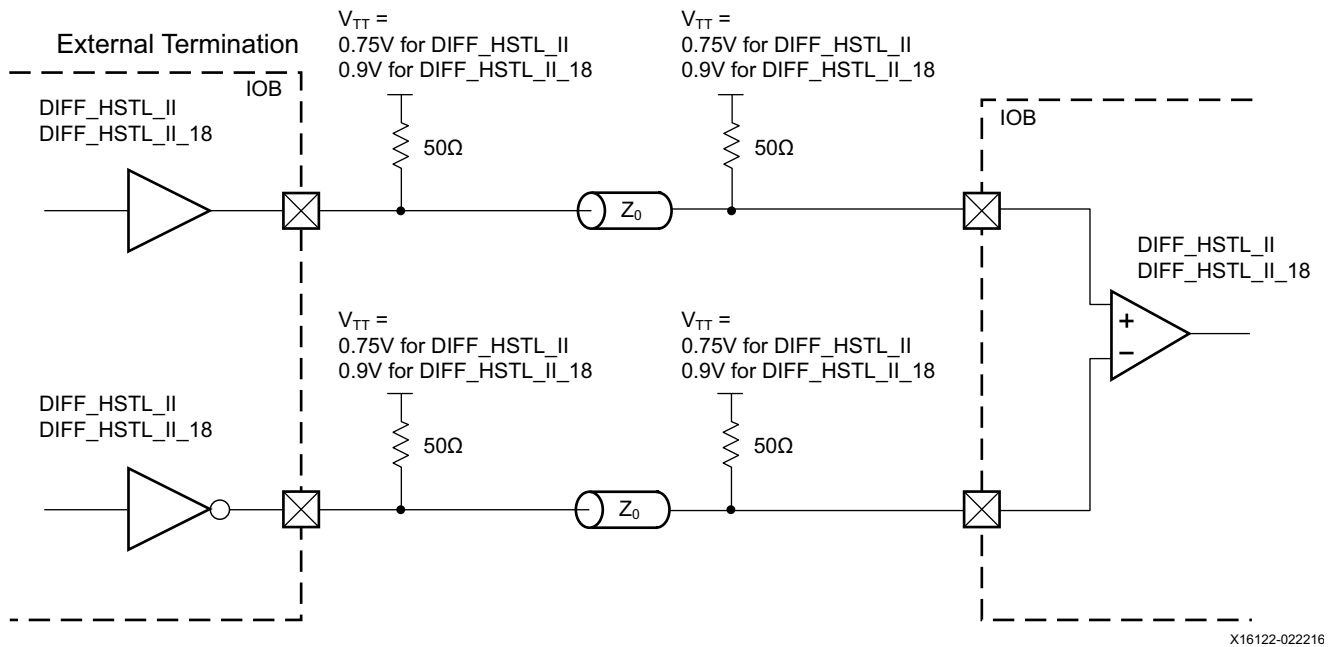 External Termination
IOB
DIFF_HSTL_II
DIFF_HSTL_II_18
V_TT =
0.75V for DIFF_HSTL_II
0.9V for DIFF_HSTL_II_18
50Ω
V_TT =
0.75V for DIFF_HSTL_II
0.9V for DIFF_HSTL_II_18
50Ω
Z_0
IOB
DIFF_HSTL_II
DIFF_HSTL_II_18
+
−
DIFF_HSTL_II
DIFF_HSTL_II_18
V_TT =
0.75V for DIFF_HSTL_II
0.9V for DIFF_HSTL_II_18
50Ω
V_TT =
0.75V for DIFF_HSTL_II
0.9V for DIFF_HSTL_II_18
50Ω
Z_0
X16122-022216